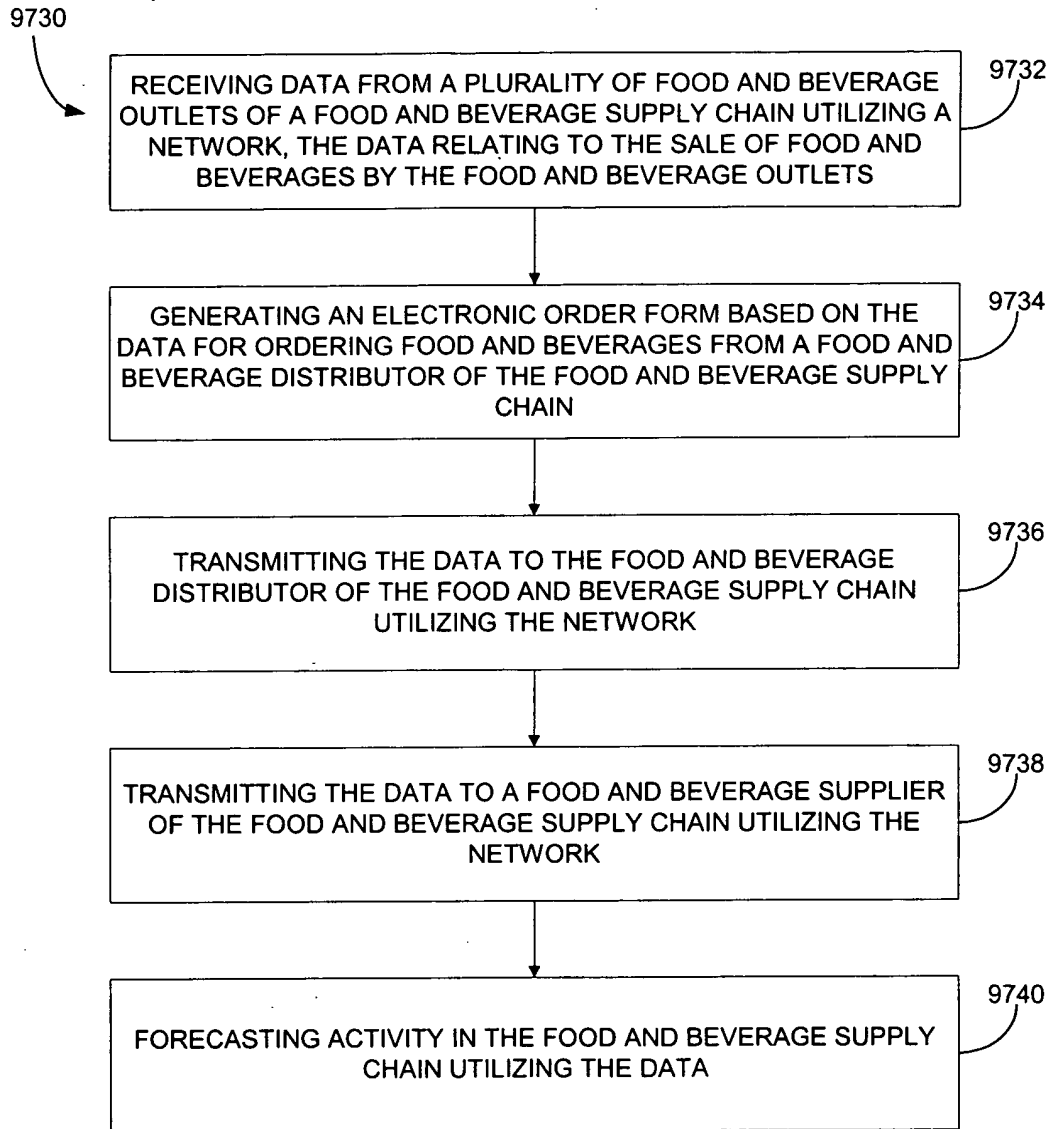 9730
RECEIVING DATA FROM A PLURALITY OF FOOD AND BEVERAGE
OUTLETS OF A FOOD AND BEVERAGE SUPPLY CHAIN UTILIZING A
NETWORK, THE DATA RELATING TO THE SALE OF FOOD AND
BEVERAGES BY THE FOOD AND BEVERAGE OUTLETS
9732
GENERATING AN ELECTRONIC ORDER FORM BASED ON THE
DATA FOR ORDERING FOOD AND BEVERAGES FROM A FOOD AND
BEVERAGE DISTRIBUTOR OF THE FOOD AND BEVERAGE SUPPLY
CHAIN
9734
TRANSMITTING THE DATA TO THE FOOD AND BEVERAGE
DISTRIBUTOR OF THE FOOD AND BEVERAGE SUPPLY CHAIN
UTILIZING THE NETWORK
9736
TRANSMITTING THE DATA TO A FOOD AND BEVERAGE SUPPLIER
OF THE FOOD AND BEVERAGE SUPPLY CHAIN UTILIZING THE
NETWORK
9738
FORECASTING ACTIVITY IN THE FOOD AND BEVERAGE SUPPLY
CHAIN UTILIZING THE DATA
9740